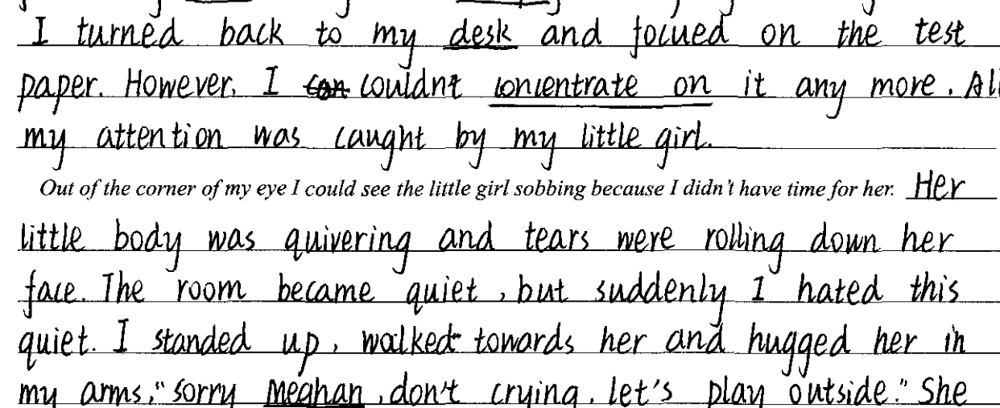 I turned back to my desk and focued on the test
paper. However, I can couldn't concentrate on it any more. All
my attention was caught by my little girl.
Out of the corner of my eye I could see the little girl sobbing because I didn't have time for her. Her
little body was quivering and tears were rolling down her
face. The room became quiet, but suddenly I hated this
quiet. I standed up, walked towards her and hugged her in
my arms, "sorry Meghan, don't crying, let's play outside." She